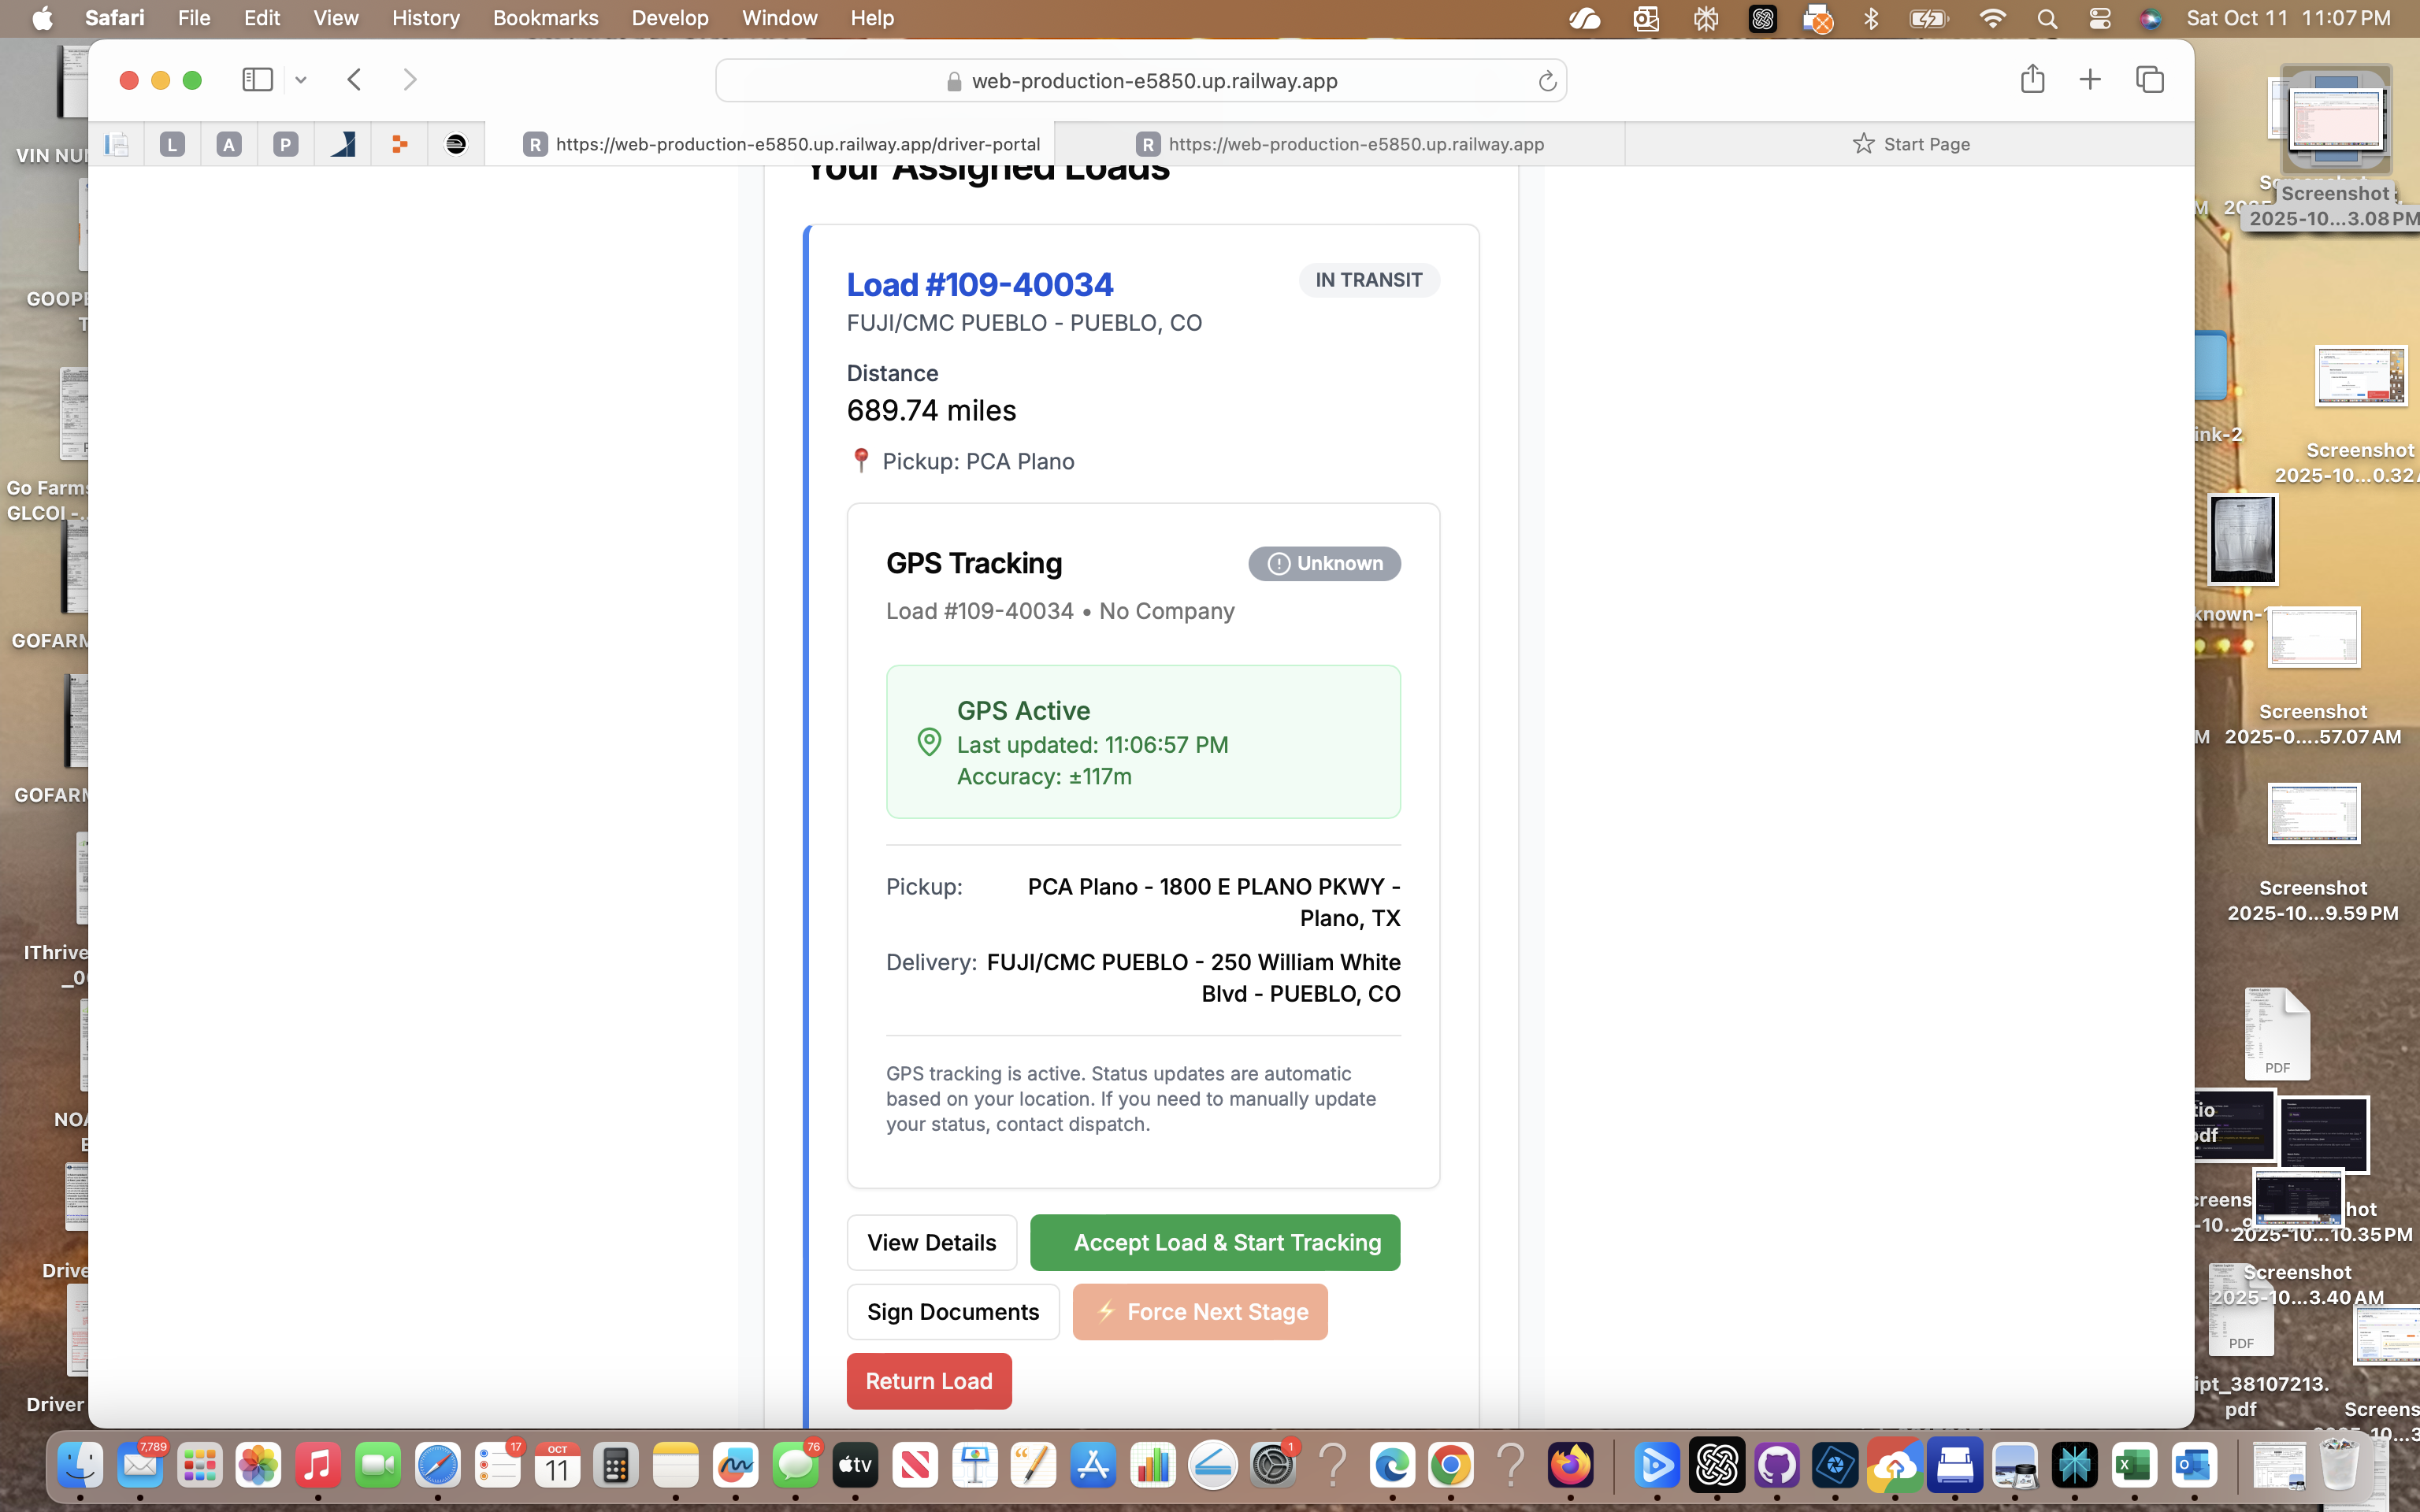 Safari File Edit View History Bookmarks Develop Window Help
Sat Oct 11 11:07 PM
web-production-e5850.up.railway.app
L
A
P
R https://web-production-e5850.up.railway.app/driver-portal
R https://web-production-e5850.up.railway.app
Start Page
Your Assigned Loads
Load #109-40034
IN TRANSIT
FUJI/CMC PUEBLO - PUEBLO, CO
Distance
689.74 miles
Pickup: PCA Plano
GPS Tracking
Unknown
Load #109-40034 • No Company
GPS Active
Last updated: 11:06:57 PM
Accuracy: ±117m
Pickup: PCA Plano - 1800 E PLANO PKWY -
Plano, TX
Delivery: FUJI/CMC PUEBLO - 250 William White
Blvd - PUEBLO, CO
GPS tracking is active. Status updates are automatic
based on your location. If you need to manually update
your status, contact dispatch.
View Details
Accept Load & Start Tracking
Sign Documents
Force Next Stage
Return Load
VIN NU
GOOP
Go Farms
GLCOI -...
GOFARM
GOFARM
IThrive
_0
NOA
Drive
Driver
Screenshot
2025-10...3.08 PM
ink-2
Screenshot
2025-10...0.32
known-1
Screenshot
2025-0....57.07 AM
Screenshot
2025-10...9.59 PM
PDF
tio
pdf
creens
-10...9
hot
2025-10...10.35 PM
Screenshot
2025-10...3.40 AM
PDF
ipt_38107213.
pdf
Screens
7,789
17
OCT
11
76
tv
1